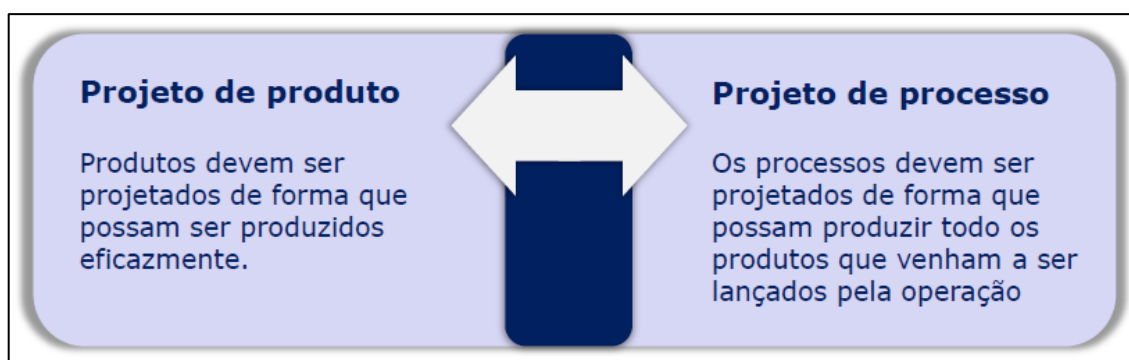 Projeto de produto
Produtos devem ser
projetados de forma que
possam ser produzidos
eficazmente.
Projeto de processo
Os processos devem ser
projetados de forma que
possam produzir todo os
produtos que venham a ser
lançados pela operação